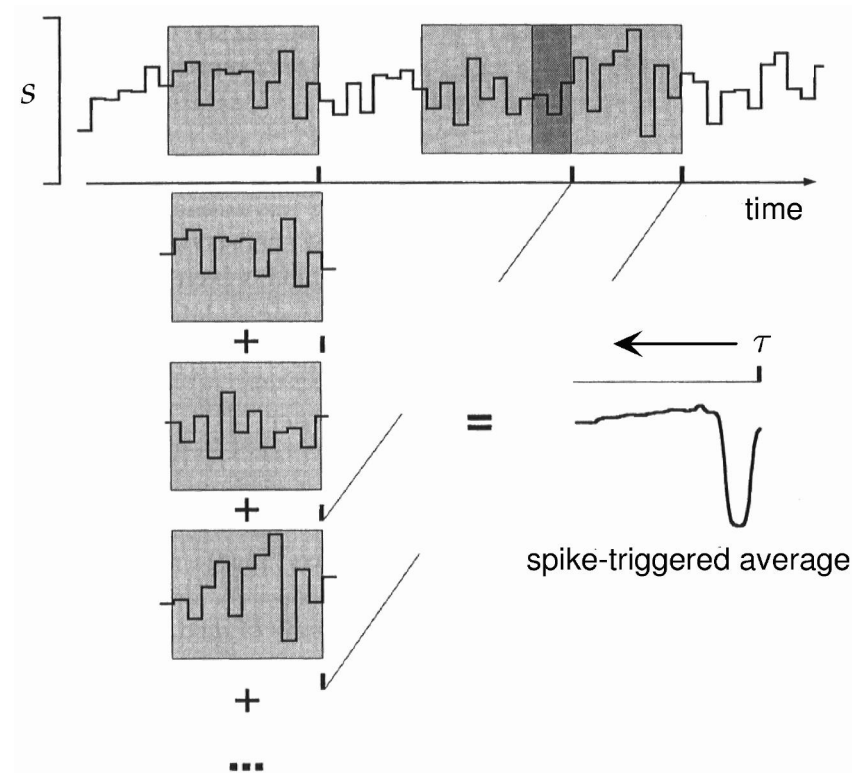 s
time
+
τ
+
=
spike-triggered average
+
...